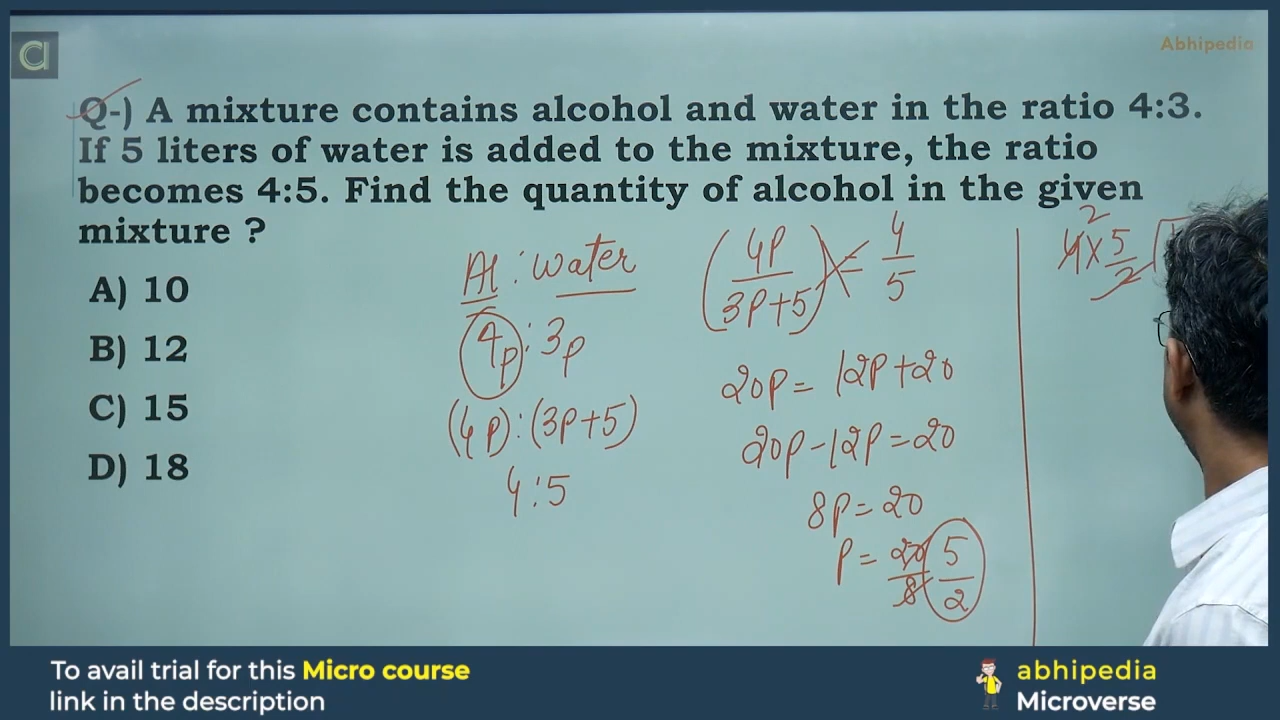 a
Abhipedia
Q-) A mixture contains alcohol and water in the ratio 4:3.
If 5 liters of water is added to the mixture, the ratio
becomes 4:5. Find the quantity of alcohol in the given
mixture ?
A) 10
B) 12
C) 15
D) 18
Al : water
4p : 3p
(4p) : (3p+5)
4 : 5
(4p/3p+5) = 4/5
20p = 12p+20
20p-12p=20
8p=20
p = 20/8 5/2
4x5/2
2
To avail trial for this Micro course
link in the description
abhipedia
Microverse